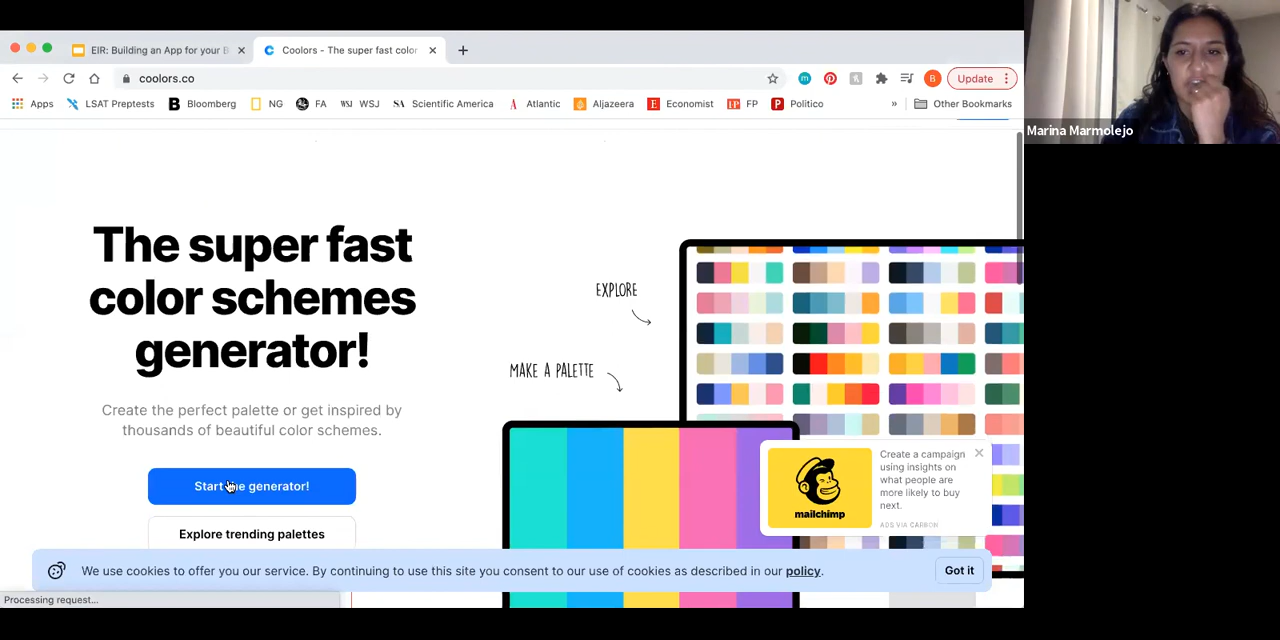 EIR: Building an App for your B
Coolors - The super fast color
coolors.co
Update
Apps
LSAT Preptests
Bloomberg
NG
FA
WSJ WSJ
SA Scientific America
Atlantic
Aljazeera
Economist
FP FP
Politico
»
Other Bookmarks
Marina Marmolejo
The super fast
color schemes
generator!
Create the perfect palette or get inspired by
thousands of beautiful color schemes.
Start the generator!
Explore trending palettes
EXPLORE
MAKE A PALETTE
mailchimp
Create a campaign
using insights on
what people are
more likely to buy
next.
ADS VIA CARBON
We use cookies to offer you our service. By continuing to use this site you consent to our use of cookies as described in our policy.
Got it
Processing request...